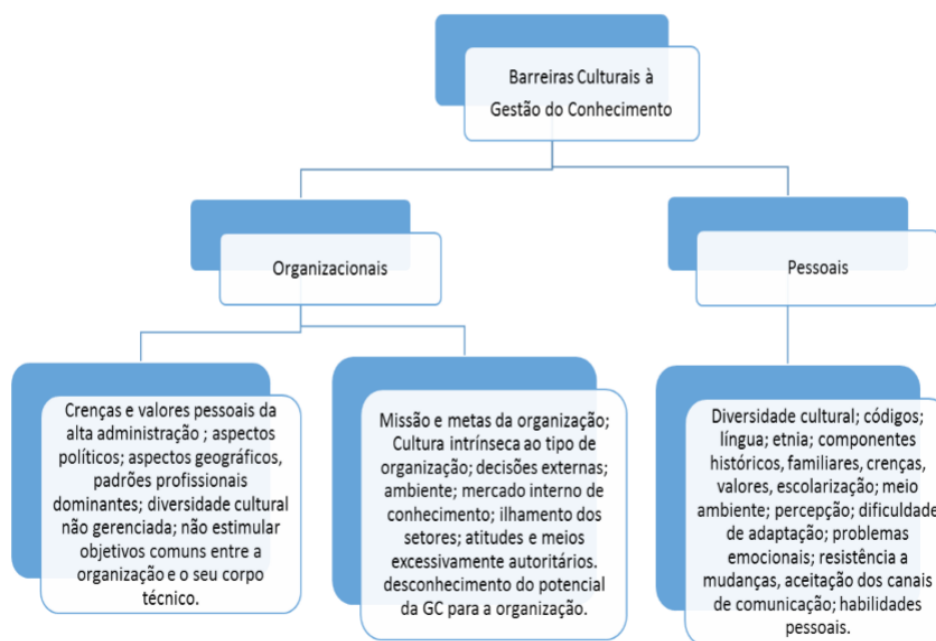 Barreiras Culturais à
Gestão do Conhecimento
Organizacionais
Pessoais
Crenças e valores pessoais da
alta administração ; aspectos
políticos; aspectos geográficos,
padrões profissionais
dominantes; diversidade cultural
não gerenciada; não estimular
objetivos comuns entre a
organização e o seu corpo
técnico.
Missão e metas da organização;
Cultura intrínseca ao tipo de
organização; decisões externas;
ambiente; mercado interno de
conhecimento; ilhamento dos
setores; atitudes e meios
excessivamente autoritários.
desconhecimento do potencial
da GC para a organização.
Diversidade cultural; códigos;
língua; etnia; componentes
históricos, familiares, crenças,
valores, escolarização; meio
ambiente; percepção; dificuldade
de adaptação; problemas
emocionais; resistência a
mudanças, aceitação dos canais
de comunicação; habilidades
pessoais.